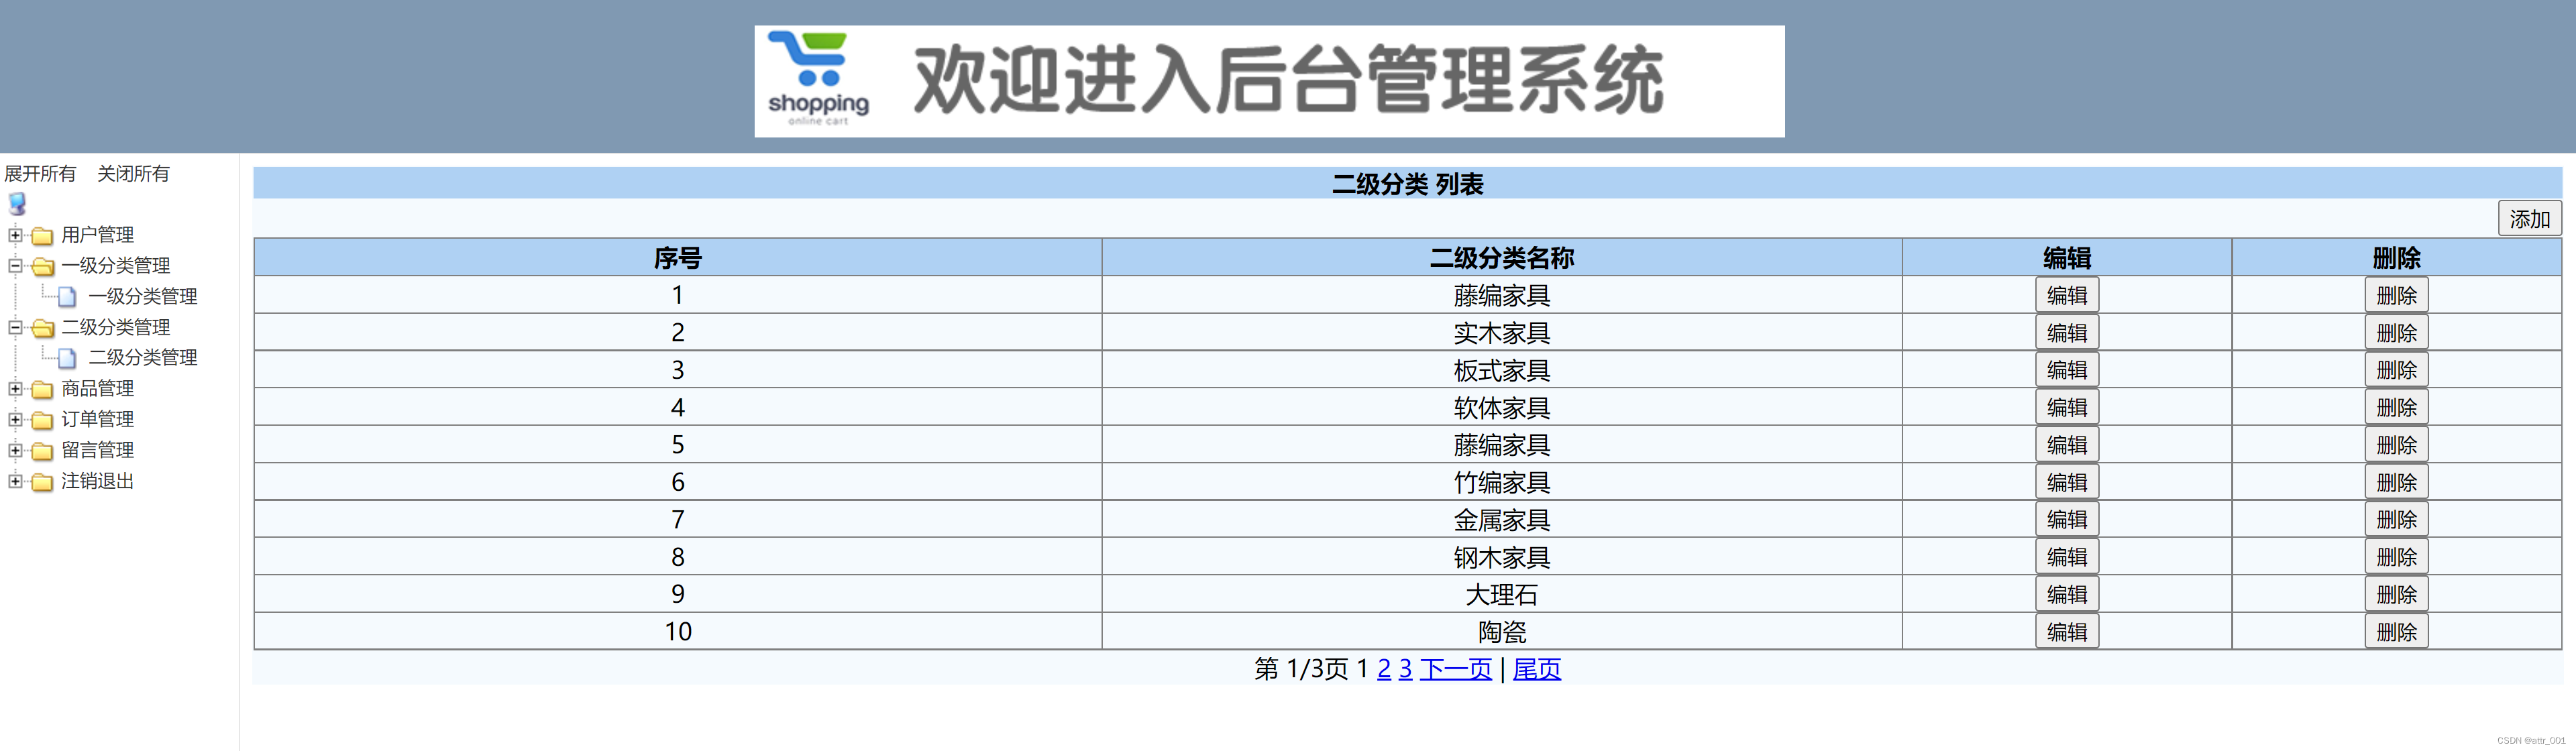 shopping
online cart
欢迎进入后台管理系统
展开所有 关闭所有
用户管理
一级分类管理
一级分类管理
二级分类管理
二级分类管理
商品管理
订单管理
留言管理
注销退出
二级分类 列表
添加
序号 二级分类名称 编辑 删除
1 藤编家具 编辑 删除
2 实木家具 编辑 删除
3 板式家具 编辑 删除
4 软体家具 编辑 删除
5 藤编家具 编辑 删除
6 竹编家具 编辑 删除
7 金属家具 编辑 删除
8 钢木家具 编辑 删除
9 大理石 编辑 删除
10 陶瓷 编辑 删除
第 1/3页 1 2 3 下一页 | 尾页
CSDN @attr_001